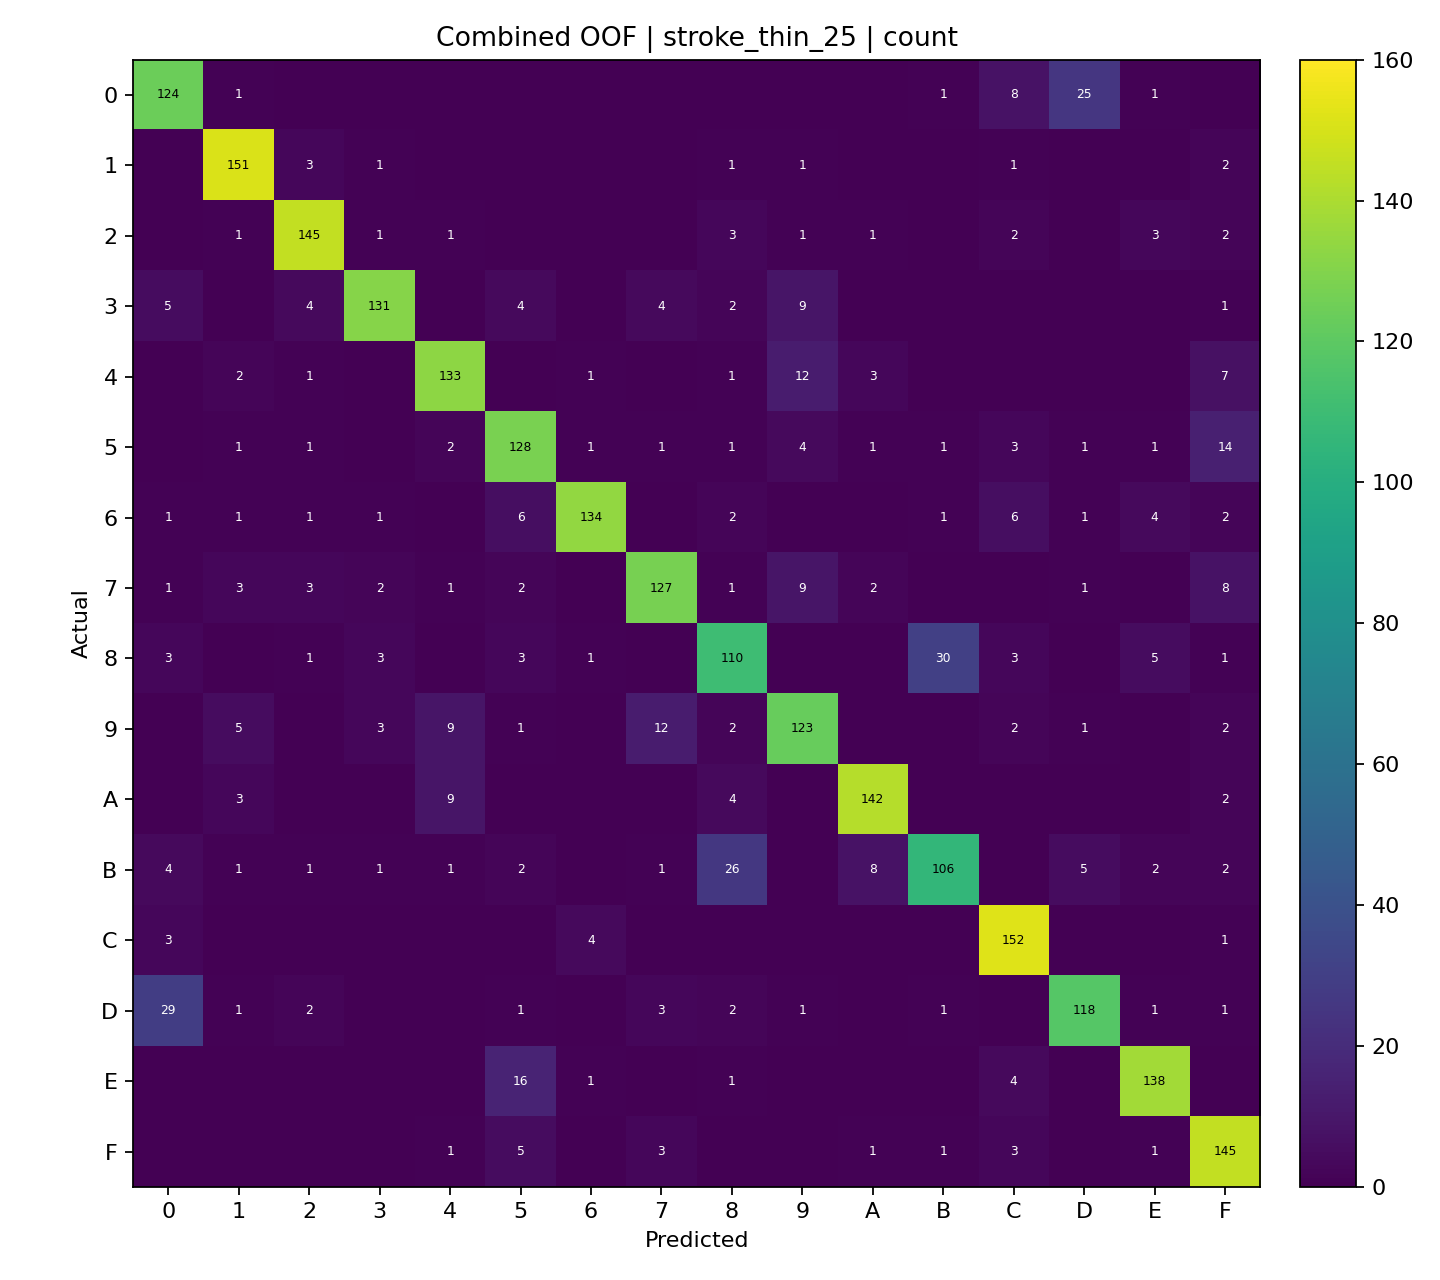 Combined OOF | stroke_thin_25 | count
0 124 1 1 8 25 1
1 151 3 1 1 1 1 2
2 1 145 1 1 3 1 1 2 3 2
3 5 4 131 4 4 2 9 1
4 2 1 133 1 1 12 3 7
5 1 1 2 128 1 1 1 4 1 1 3 1 1 14
6 1 1 1 1 6 134 2 1 6 1 4 2
7 1 3 3 2 1 2 127 1 9 2 1 8
8 3 1 3 3 1 110 30 3 5 1
9 5 3 9 1 12 2 123 2 1 2
A 3 9 4 142 2
B 4 1 1 1 1 2 1 26 8 106 5 2 2
C 3 4 152 1
D 29 1 2 1 3 2 1 1 118 1 1
E 16 1 1 4 138
F 1 5 3 1 1 3 1 145
0 1 2 3 4 5 6 7 8 9 A B C D E F
Predicted
Actual
160
140
120
100
80
60
40
20
0